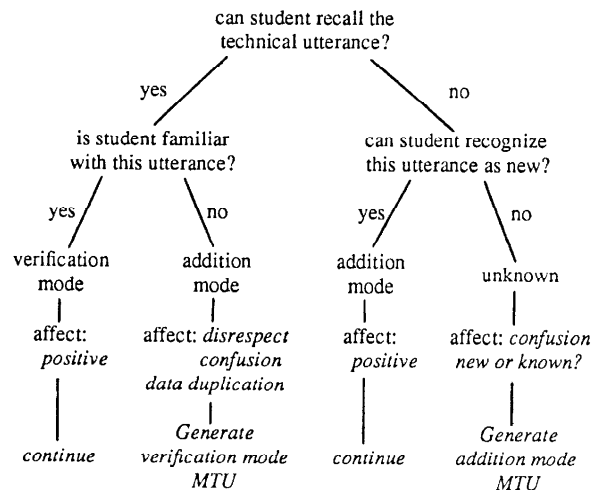 can student recall the
technical utterance?
yes
no
is student familiar
with this utterance?
can student recognize
this utterance as new?
yes
no
yes
no
verification
mode
addition
mode
addition
mode
unknown
affect:
positive
affect: disrespect
confusion
data duplication
affect:
positive
affect: confusion
new or known?
continue
Generate
verification mode
MTU
continue
Generate
addition mode
MTU